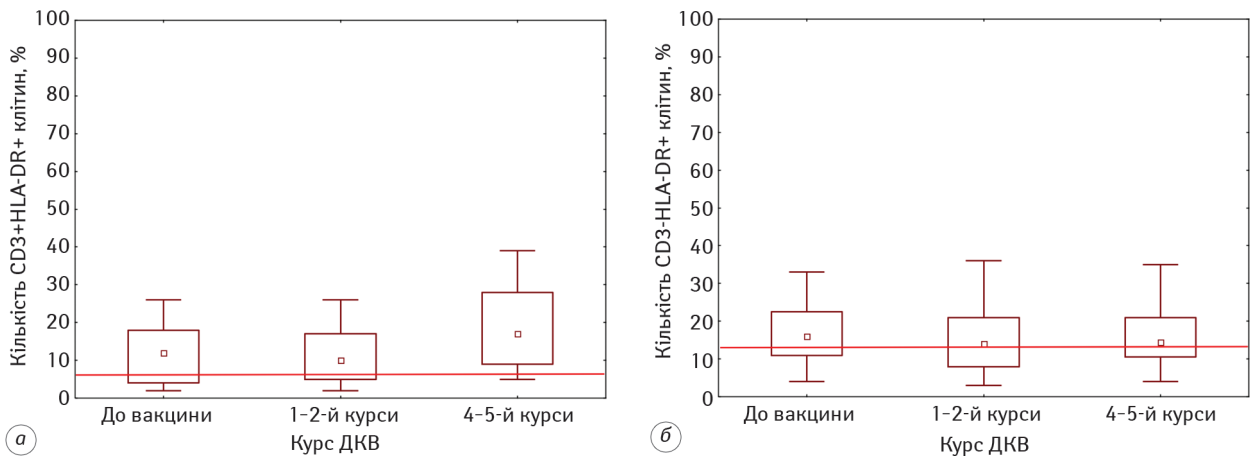 Кількість CD3+HLA-DR+ клітин, %
100
90
80
70
60
50
40
30
20
10
0
До вакцини
1–2-й курси
4–5-й курси
Курс ДКВ
а
Кількість CD3-HLA-DR+ клітин, %
100
90
80
70
60
50
40
30
20
10
0
До вакцини
1–2-й курси
4–5-й курси
Курс ДКВ
б